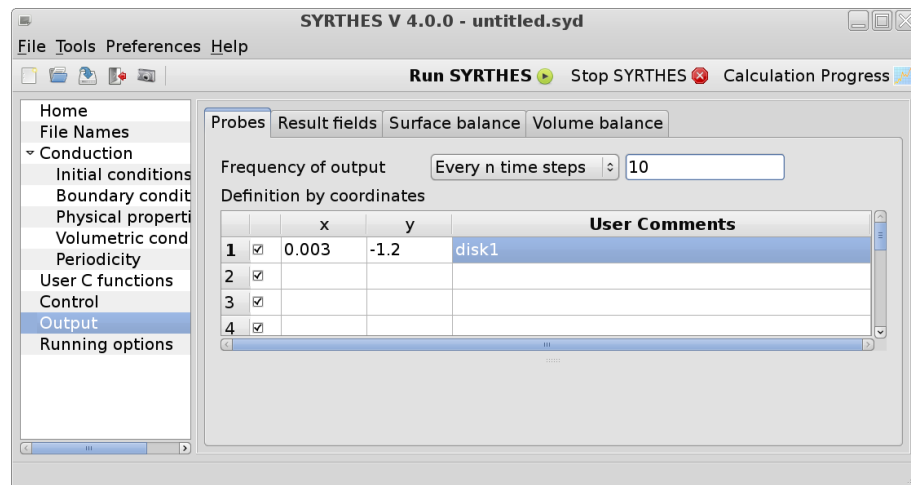 SYRTHES V 4.0.0 - untitled.syd
File Tools Preferences Help
Run SYRTHES Stop SYRTHES Calculation Progress
Home
File Names
Conduction
Initial conditions
Boundary condit
Physical properti
Volumetric cond
Periodicity
User C functions
Control
Output
Running options
Probes Result fields Surface balance Volume balance
Frequency of output Every n time steps 10
Definition by coordinates
x y User Comments
1 0.003 -1.2 disk1
2
3
4